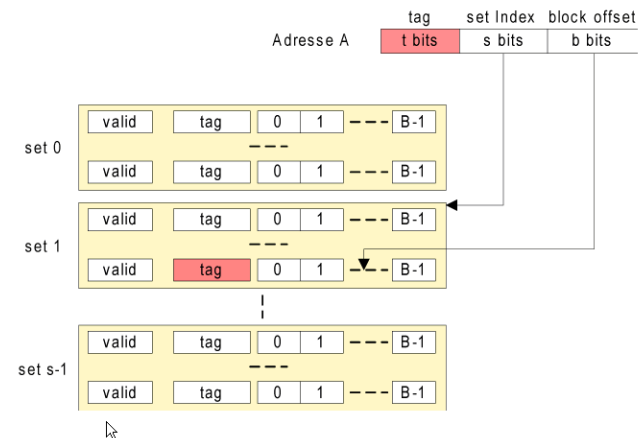 tag set Index block offset
Adresse A t bits s bits b bits
valid tag 0 1 B-1
set 0
valid tag 0 1 B-1
valid tag 0 1 B-1
set 1
valid tag 0 1 B-1
valid tag 0 1 B-1
set s-1
valid tag 0 1 B-1